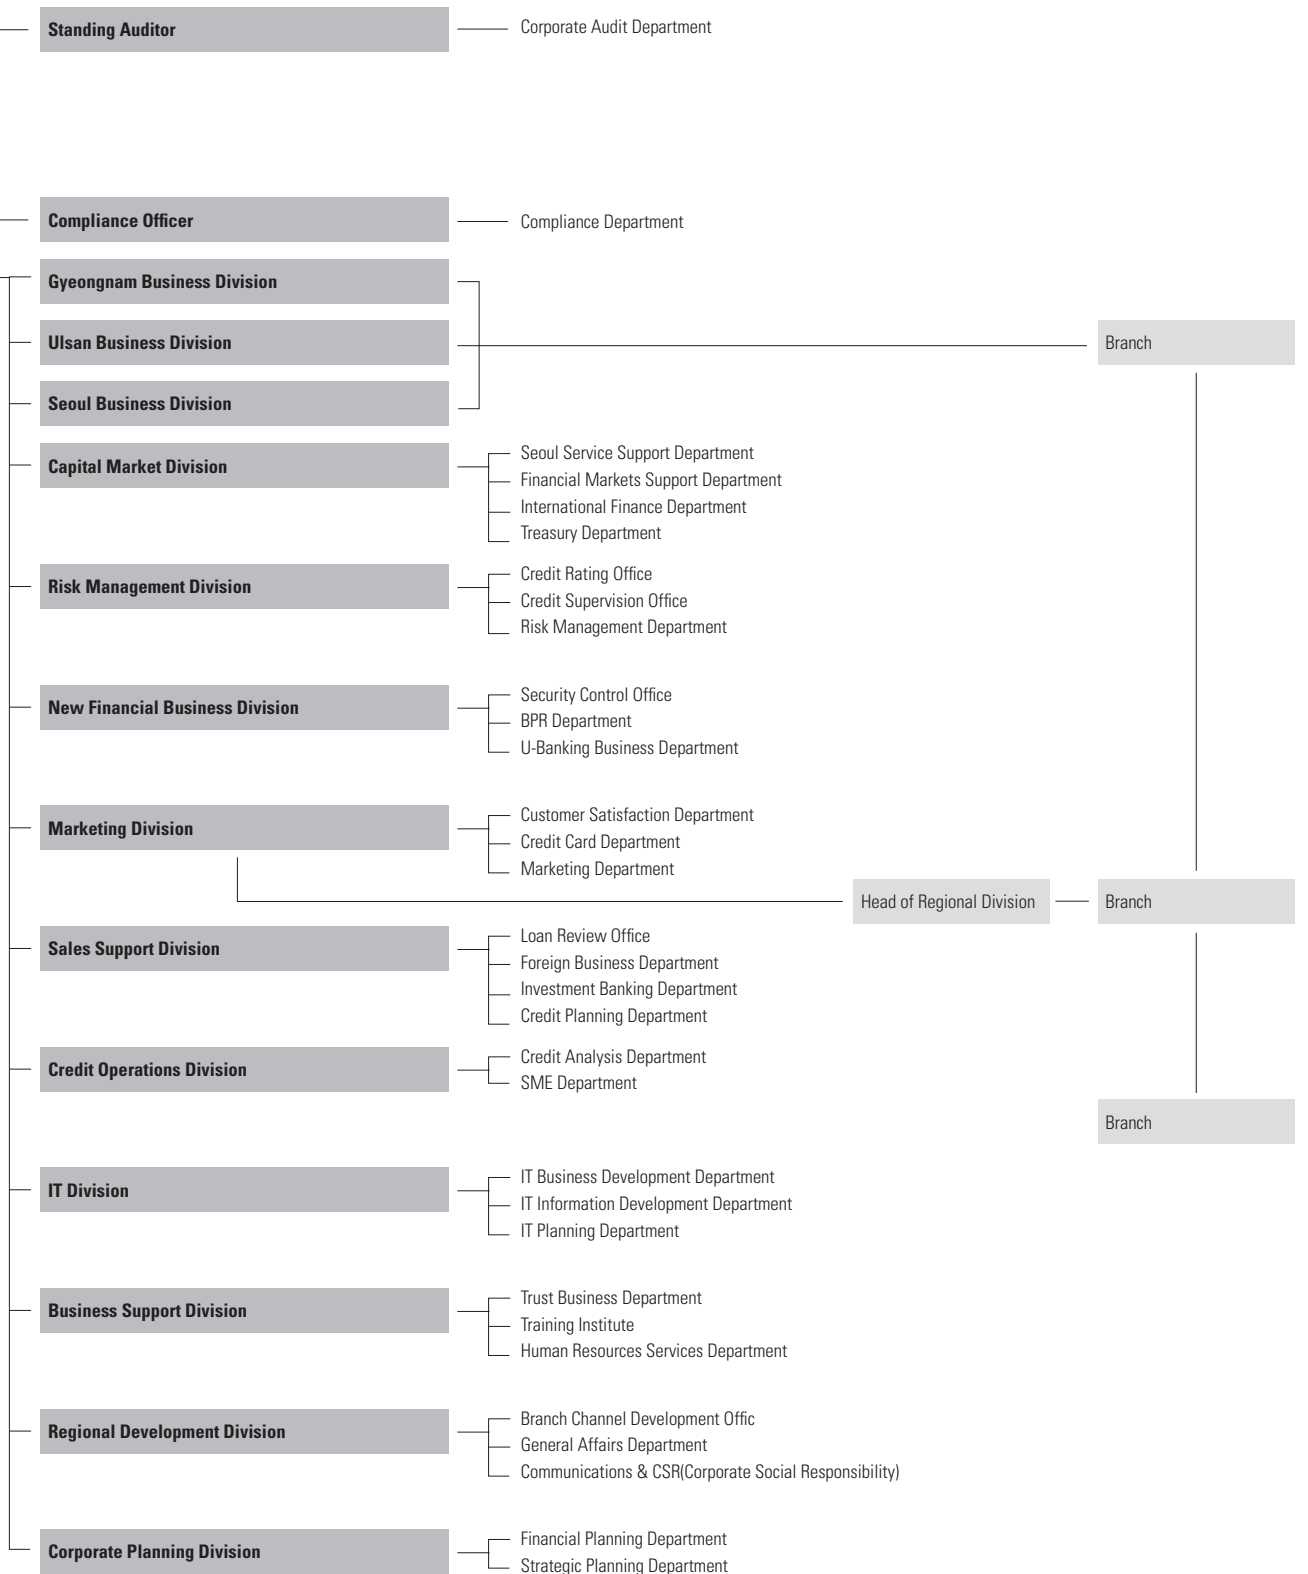 Standing Auditor
Corporate Audit Department
Compliance Officer
Compliance Department
Gyeongnam Business Division
Ulsan Business Division
Branch
Seoul Business Division
Capital Market Division
Seoul Service Support Department
Financial Markets Support Department
International Finance Department
Treasury Department
Risk Management Division
Credit Rating Office
Credit Supervision Office
Risk Management Department
New Financial Business Division
Security Control Office
BPR Department
U-Banking Business Department
Marketing Division
Customer Satisfaction Department
Credit Card Department
Marketing Department
Head of Regional Division
Branch
Sales Support Division
Loan Review Office
Foreign Business Department
Investment Banking Department
Credit Planning Department
Credit Operations Division
Credit Analysis Department
SME Department
Branch
IT Division
IT Business Development Department
IT Information Development Department
IT Planning Department
Business Support Division
Trust Business Department
Training Institute
Human Resources Services Department
Regional Development Division
Branch Channel Development Offic
General Affairs Department
Communications & CSR(Corporate Social Responsibility)
Corporate Planning Division
Financial Planning Department
Strategic Planning Department